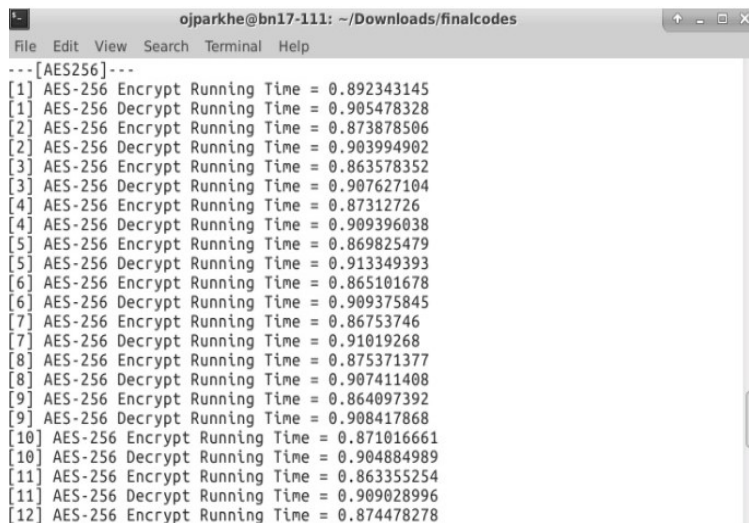 ojparkhe@bn17-111: ~/Downloads/finalcodes
File Edit View Search Terminal Help
---[AES256]---
[1] AES-256 Encrypt Running Time = 0.892343145
[1] AES-256 Decrypt Running Time = 0.905478328
[2] AES-256 Encrypt Running Time = 0.873878506
[2] AES-256 Decrypt Running Time = 0.903994902
[3] AES-256 Encrypt Running Time = 0.863578352
[3] AES-256 Decrypt Running Time = 0.907627104
[4] AES-256 Encrypt Running Time = 0.87312726
[4] AES-256 Decrypt Running Time = 0.909396038
[5] AES-256 Encrypt Running Time = 0.869825479
[5] AES-256 Decrypt Running Time = 0.913349393
[6] AES-256 Encrypt Running Time = 0.865101678
[6] AES-256 Decrypt Running Time = 0.909375845
[7] AES-256 Encrypt Running Time = 0.86753746
[7] AES-256 Decrypt Running Time = 0.91019268
[8] AES-256 Encrypt Running Time = 0.875371377
[8] AES-256 Decrypt Running Time = 0.907411408
[9] AES-256 Encrypt Running Time = 0.864097392
[9] AES-256 Decrypt Running Time = 0.908417868
[10] AES-256 Encrypt Running Time = 0.871016661
[10] AES-256 Decrypt Running Time = 0.904884989
[11] AES-256 Encrypt Running Time = 0.863355254
[11] AES-256 Decrypt Running Time = 0.909028996
[12] AES-256 Encrypt Running Time = 0.874478278